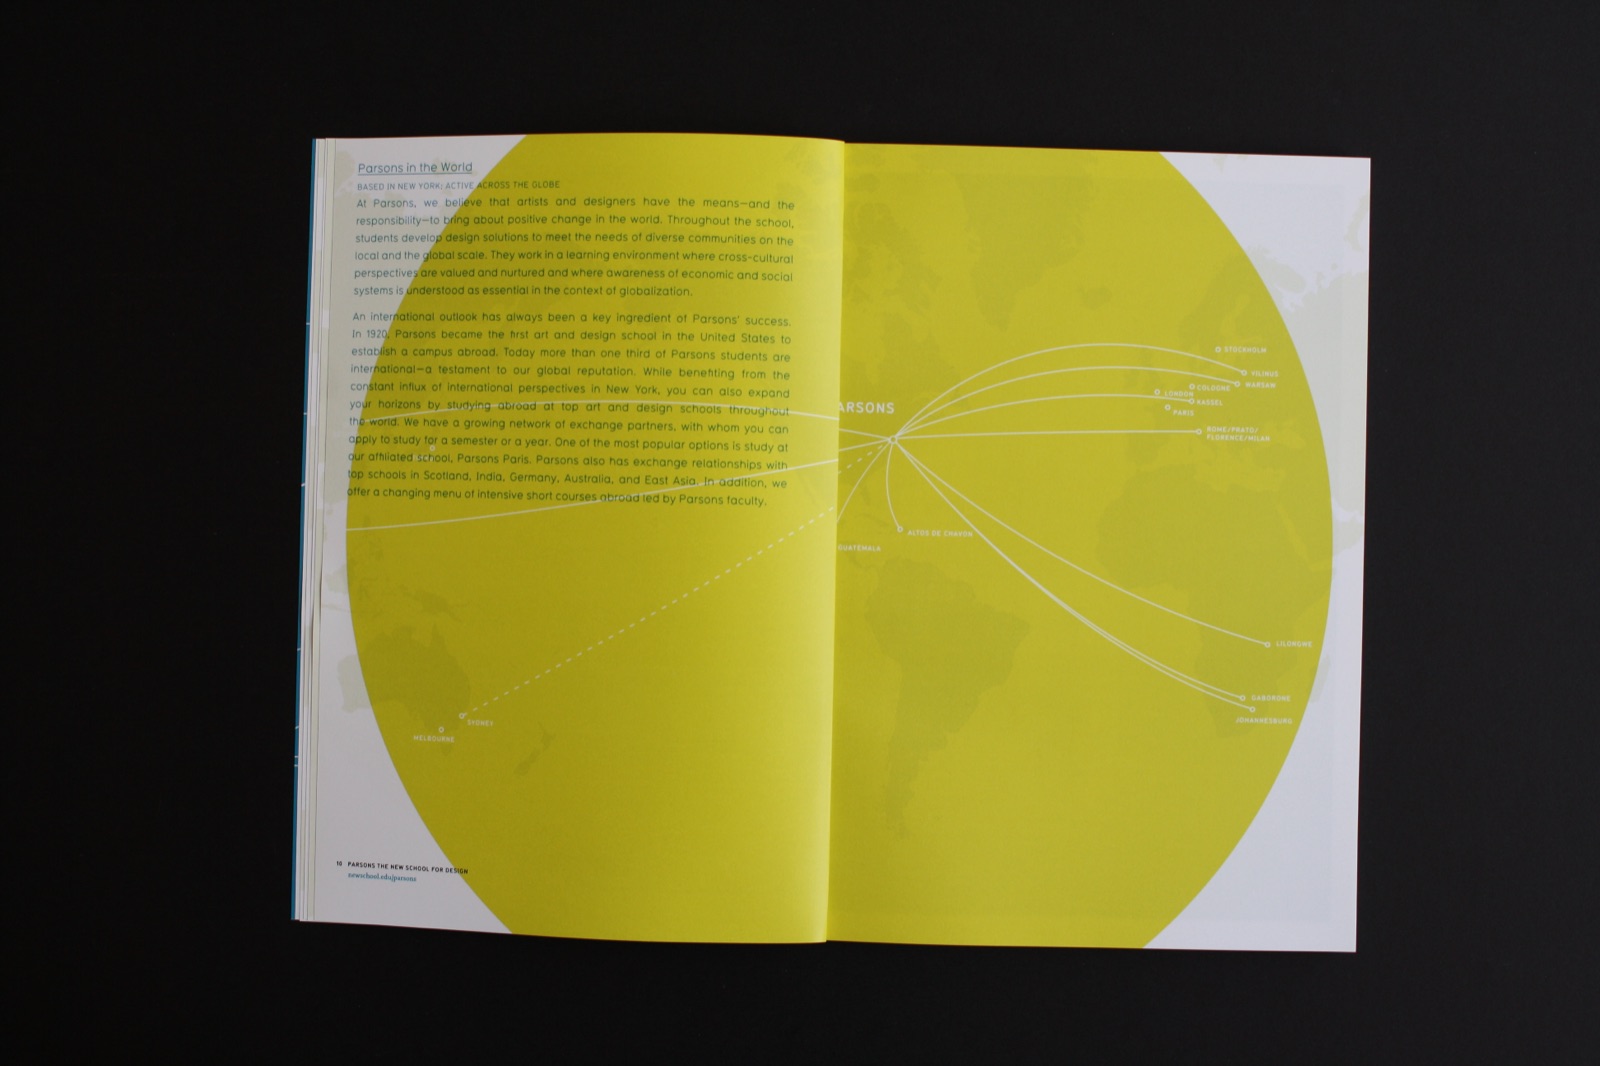 Parsons in the World
BASED IN NEW YORK; ACTIVE ACROSS THE GLOBE
At Parsons, we believe that artists and designers have the means—and the
responsibility—to bring about positive change in the world. Throughout the school,
students develop design solutions to meet the needs of diverse communities on the
local and the global scale. They work in a learning environment where cross-cultural
perspectives are valued and nurtured and where awareness of economic and social
systems is understood as essential in the context of globalization.
An international outlook has always been a key ingredient of Parsons' success.
In 1920, Parsons became the first art and design school in the United States to
establish a campus abroad. Today more than one third of Parsons students are
international—a testament to our global reputation. While benefiting from the
constant influx of international perspectives in New York, you can also expand
your horizons by studying abroad at top art and design schools throughout
the world. We have a growing network of exchange partners, with whom you can
apply to study for a semester or a year. One of the most popular options is study at
our affiliated school, Parsons Paris. Parsons also has exchange relationships with
top schools in Scotland, India, Germany, Australia, and East Asia. In addition, we
offer a changing menu of intensive short courses abroad led by Parsons faculty.
SYDNEY
MELBOURNE
10 PARSONS THE NEW SCHOOL FOR DESIGN
newschool.edu/parsons
ARSONS
STOCKHOLM
VILINUS
WARSAW
COLOGNE
LONDON
KASSEL
PARIS
ROME/PRATO/
FLORENCE/MILAN
ALTOS DE CHAVON
GUATEMALA
LILONGWE
GABORONE
JOHANNESBURG